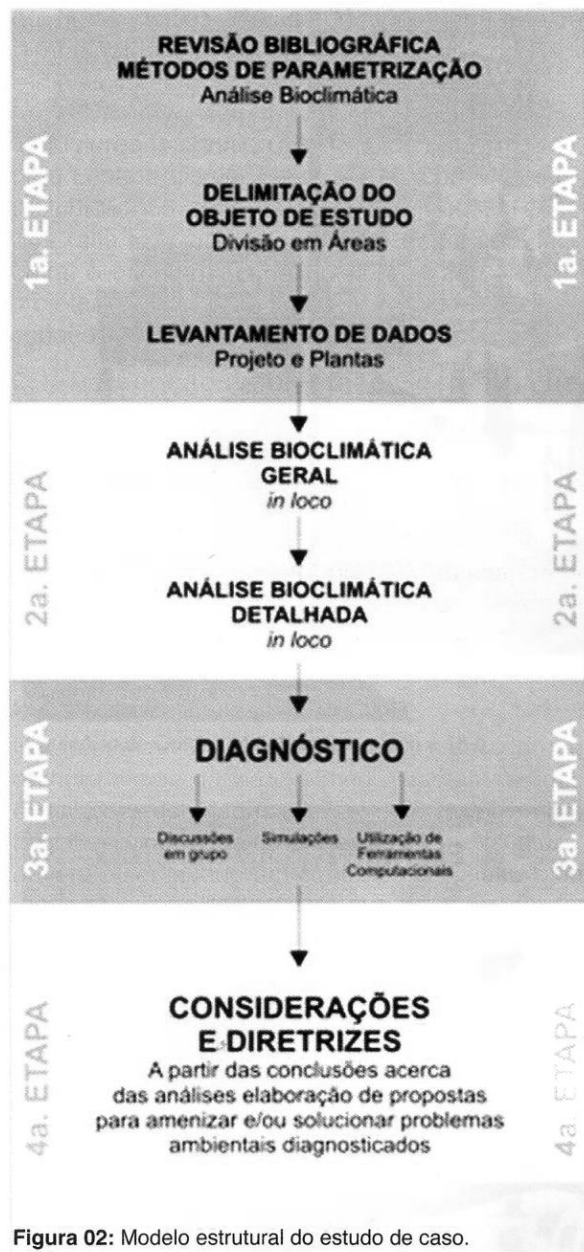 REVISÃO BIBLIOGRÁFICA
MÉTODOS DE PARAMETRIZAÇÃO
Análise Bioclimática
1a. ETAPA
1a. ETAPA
DELIMITAÇÃO DO
OBJETO DE ESTUDO
Divisão em Áreas
LEVANTAMENTO DE DADOS
Projeto e Plantas
ANÁLISE BIOCLIMÁTICA
GERAL
in loco
2a. ETAPA
2a. ETAPA
ANÁLISE BIOCLIMÁTICA
DETALHADA
in loco
DIAGNÓSTICO
3a. ETAPA
3a. ETAPA
Discussões
em grupo
Simulações
Utilização de
Ferramentas
Computacionais
CONSIDERAÇÕES
E DIRETRIZES
4a. ETAPA
4a. ETAPA
A partir das conclusões acerca
das análises elaboração de propostas
para amenizar e/ou solucionar problemas
ambientais diagnosticados
Figura 02: Modelo estrutural do estudo de caso.